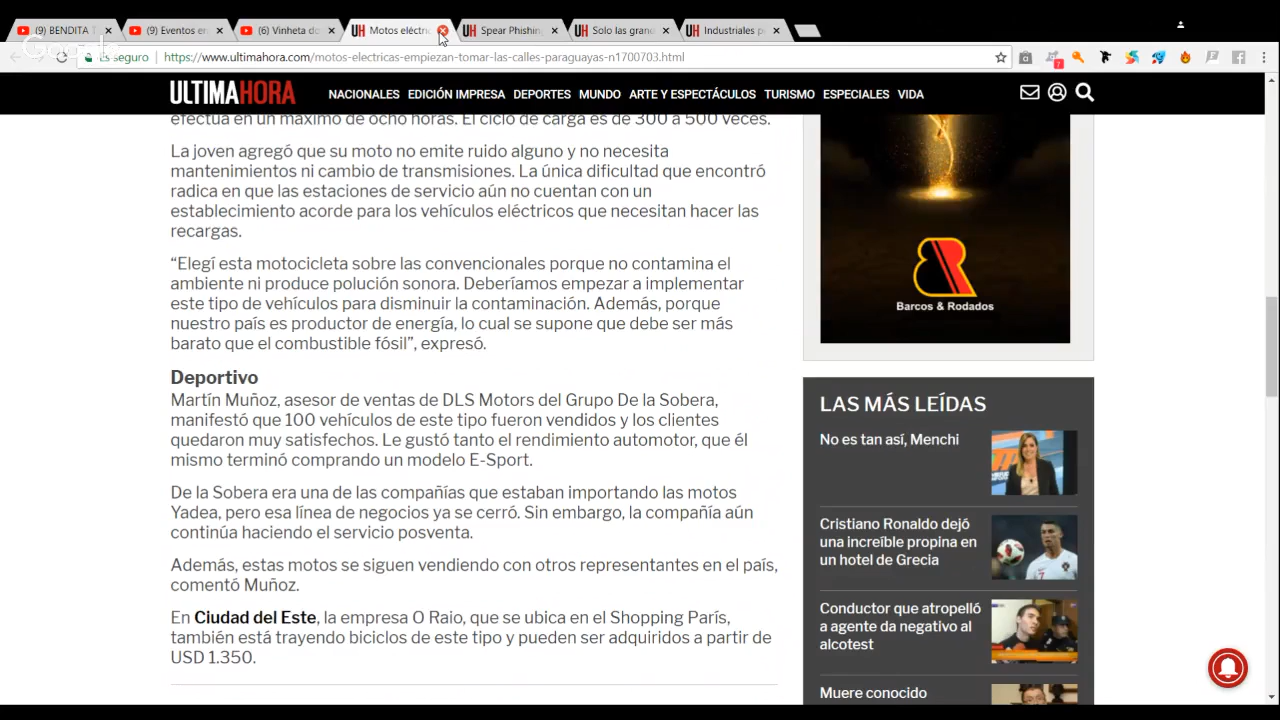 (9) BENDITA T
(9) Eventos en
(6) Vinheta do
Motos eléctric
Spear Phishing
Solo las grand
Industriales p
Es seguro
https://www.ultimahora.com/motos-electricas-empiezan-tomar-las-calles-paraguayas-n1700703.html
ULTIMAHORA
NACIONALES EDICIÓN IMPRESA DEPORTES MUNDO ARTE Y ESPECTÁCULOS TURISMO ESPECIALES VIDA
efectúa en un máximo de ocho horas. El ciclo de carga es de 300 a 500 veces.
La joven agregó que su moto no emite ruido alguno y no necesita
mantenimientos ni cambio de transmisiones. La única dificultad que encontró
radica en que las estaciones de servicio aún no cuentan con un
establecimiento acorde para los vehículos eléctricos que necesitan hacer las
recargas.
“Elegí esta motocicleta sobre las convencionales porque no contamina el
ambiente ni produce polución sonora. Deberíamos empezar a implementar
este tipo de vehículos para disminuir la contaminación. Además, porque
nuestro país es productor de energía, lo cual se supone que debe ser más
barato que el combustible fósil”, expresó.
Deportivo
Martín Muñoz, asesor de ventas de DLS Motors del Grupo De la Sobera,
manifestó que 100 vehículos de este tipo fueron vendidos y los clientes
quedaron muy satisfechos. Le gustó tanto el rendimiento automotor, que él
mismo terminó comprando un modelo E-Sport.
De la Sobera era una de las compañías que estaban importando las motos
Yadea, pero esa línea de negocios ya se cerró. Sin embargo, la compañía aún
continúa haciendo el servicio posventa.
Además, estas motos se siguen vendiendo con otros representantes en el país,
comentó Muñoz.
En Ciudad del Este, la empresa O Raio, que se ubica en el Shopping París,
también está trayendo biciclos de este tipo y pueden ser adquiridos a partir de
USD 1.350.
Barcos & Rodados
LAS MÁS LEÍDAS
No es tan así, Menchi
Cristiano Ronaldo dejó
una increíble propina en
un hotel de Grecia
Conductor que atropelló
a agente da negativo al
alcotest
Muere conocido